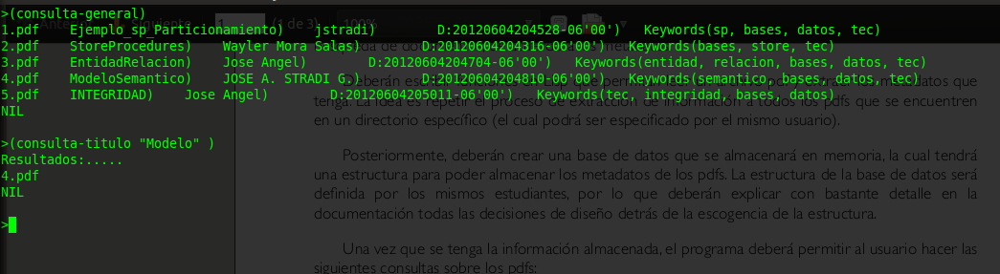 >(consulta-general)
1.pdf Ejemplo_sp_Particionamiento) jstradi) D:20120604204528-06'00') Keywords(sp, bases, datos, tec)
2.pdf StoreProcedures) Wayler Mora Salas) D:20120604204316-06'00') Keywords(bases, store, tec)
3.pdf EntidadRelacion) Jose Angel) D:20120604204704-06'00') Keywords(entidad, relacion, bases, datos, tec)
4.pdf ModeloSemantico) JOSE A. STRADI G.) D:20120604204810-06'00') Keywords(semantico, bases, datos, tec)
5.pdf INTEGRIDAD) Jose Angel) D:20120604205011-06'00') Keywords(tec, integridad, bases, datos)
NIL
>(consulta-titulo "Modelo" )
Resultados:.....
4.pdf
NIL
>
Siguiente 1 (1 de 3) 100%
tenga. La idea es repetir el proceso de extracción de información a todos los pdfs que se encuentren
en un directorio específico (el cual podrá ser especificado por el mismo usuario).
Posteriormente, deberán crear una base de datos que se almacenará en memoria, la cual tendrá
una estructura para poder almacenar los metadatos de los pdfs. La estructura de la base de datos será
definida por los mismos estudiantes, por lo que deberán explicar con bastante detalle en la
documentación todas las decisiones de diseño detrás de la escogencia de la estructura.
Una vez que se tenga la información almacenada, el programa deberá permitir al usuario hacer las
siguientes consultas sobre los pdfs: